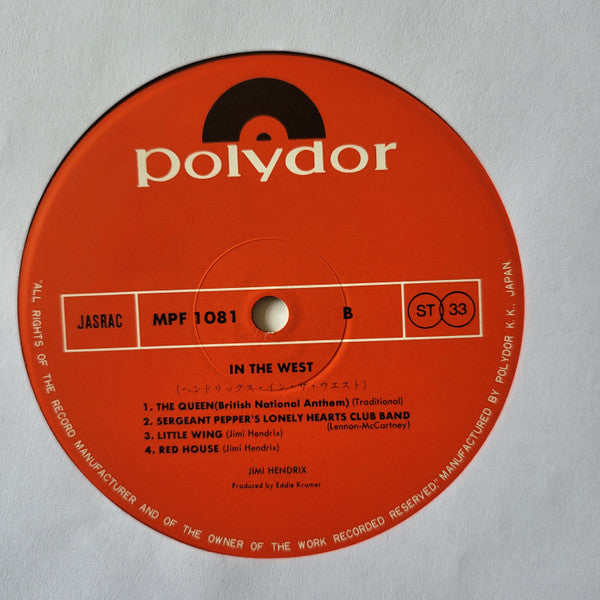 polydor
JASRAC
MPF 1081
B
ST 33
IN THE WEST
(ヘンドリックス・イン・ザ・ウエスト)
1. THE QUEEN(British National Anthem) (Traditional)
2. SERGEANT PEPPER'S LONELY HEARTS CLUB BAND
(Lennon-McCartney)
3. LITTLE WING (Jimi Hendrix)
4. RED HOUSE (Jimi Hendrix)
JIMI HENDRIX
Produced by Eddie Kramer
"ALL RIGHTS OF THE RECORD MANUFACTURER AND OF THE OWNER OF THE WORK RECORDED RESERVED." MANUFACTURED BY POLYDOR K. K., JAPAN.